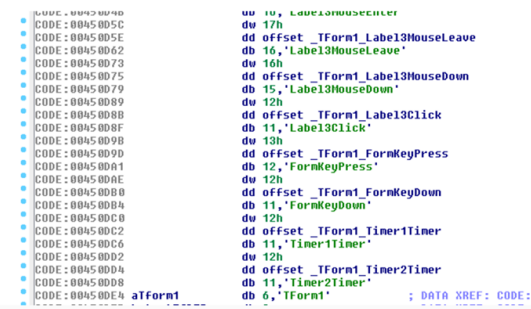 CODE:00450D4B db 16,'Label3MouseEnter'
CODE:00450D5C dw 17h
CODE:00450D5E dd offset _TForm1_Label3MouseLeave
CODE:00450D62 db 16,'Label3MouseLeave'
CODE:00450D73 dw 16h
CODE:00450D75 dd offset _TForm1_Label3MouseDown
CODE:00450D79 db 15,'Label3MouseDown'
CODE:00450D89 dw 12h
CODE:00450D8B dd offset _TForm1_Label3Click
CODE:00450D8F db 11,'Label3Click'
CODE:00450D9B dw 13h
CODE:00450D9D dd offset _TForm1_FormKeyPress
CODE:00450DA1 db 12,'FormKeyPress'
CODE:00450DAE dw 12h
CODE:00450DB0 dd offset _TForm1_FormKeyDown
CODE:00450DB4 db 11,'FormKeyDown'
CODE:00450DC0 dw 12h
CODE:00450DC2 dd offset _TForm1_Timer1Timer
CODE:00450DC6 db 11,'Timer1Timer'
CODE:00450DD2 dw 12h
CODE:00450DD4 dd offset _TForm1_Timer2Timer
CODE:00450DD8 db 11,'Timer2Timer'
CODE:00450DE4 aTform1 db 6,'TForm1' ; DATA XREF: CODE: